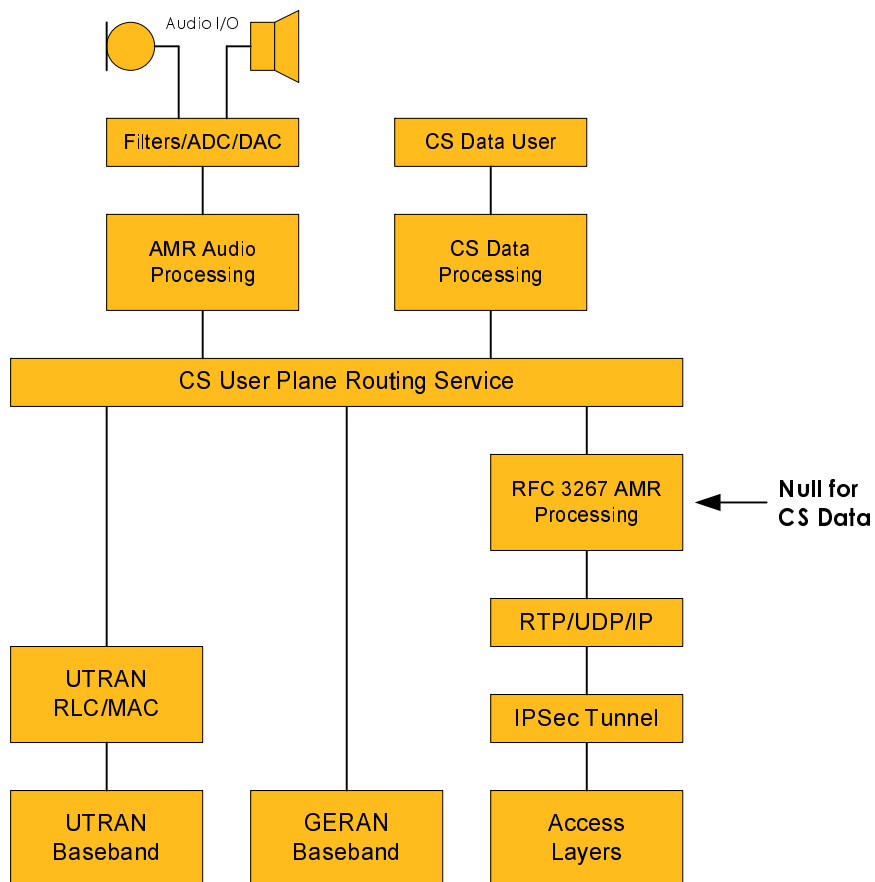 Audio I/O
Filters/ADC/DAC
CS Data User
AMR Audio
Processing
CS Data
Processing
CS User Plane Routing Service
RFC 3267 AMR
Processing
Null for
CS Data
RTP/UDP/IP
UTRAN
RLC/MAC
IPSec Tunnel
UTRAN
Baseband
GERAN
Baseband
Access
Layers